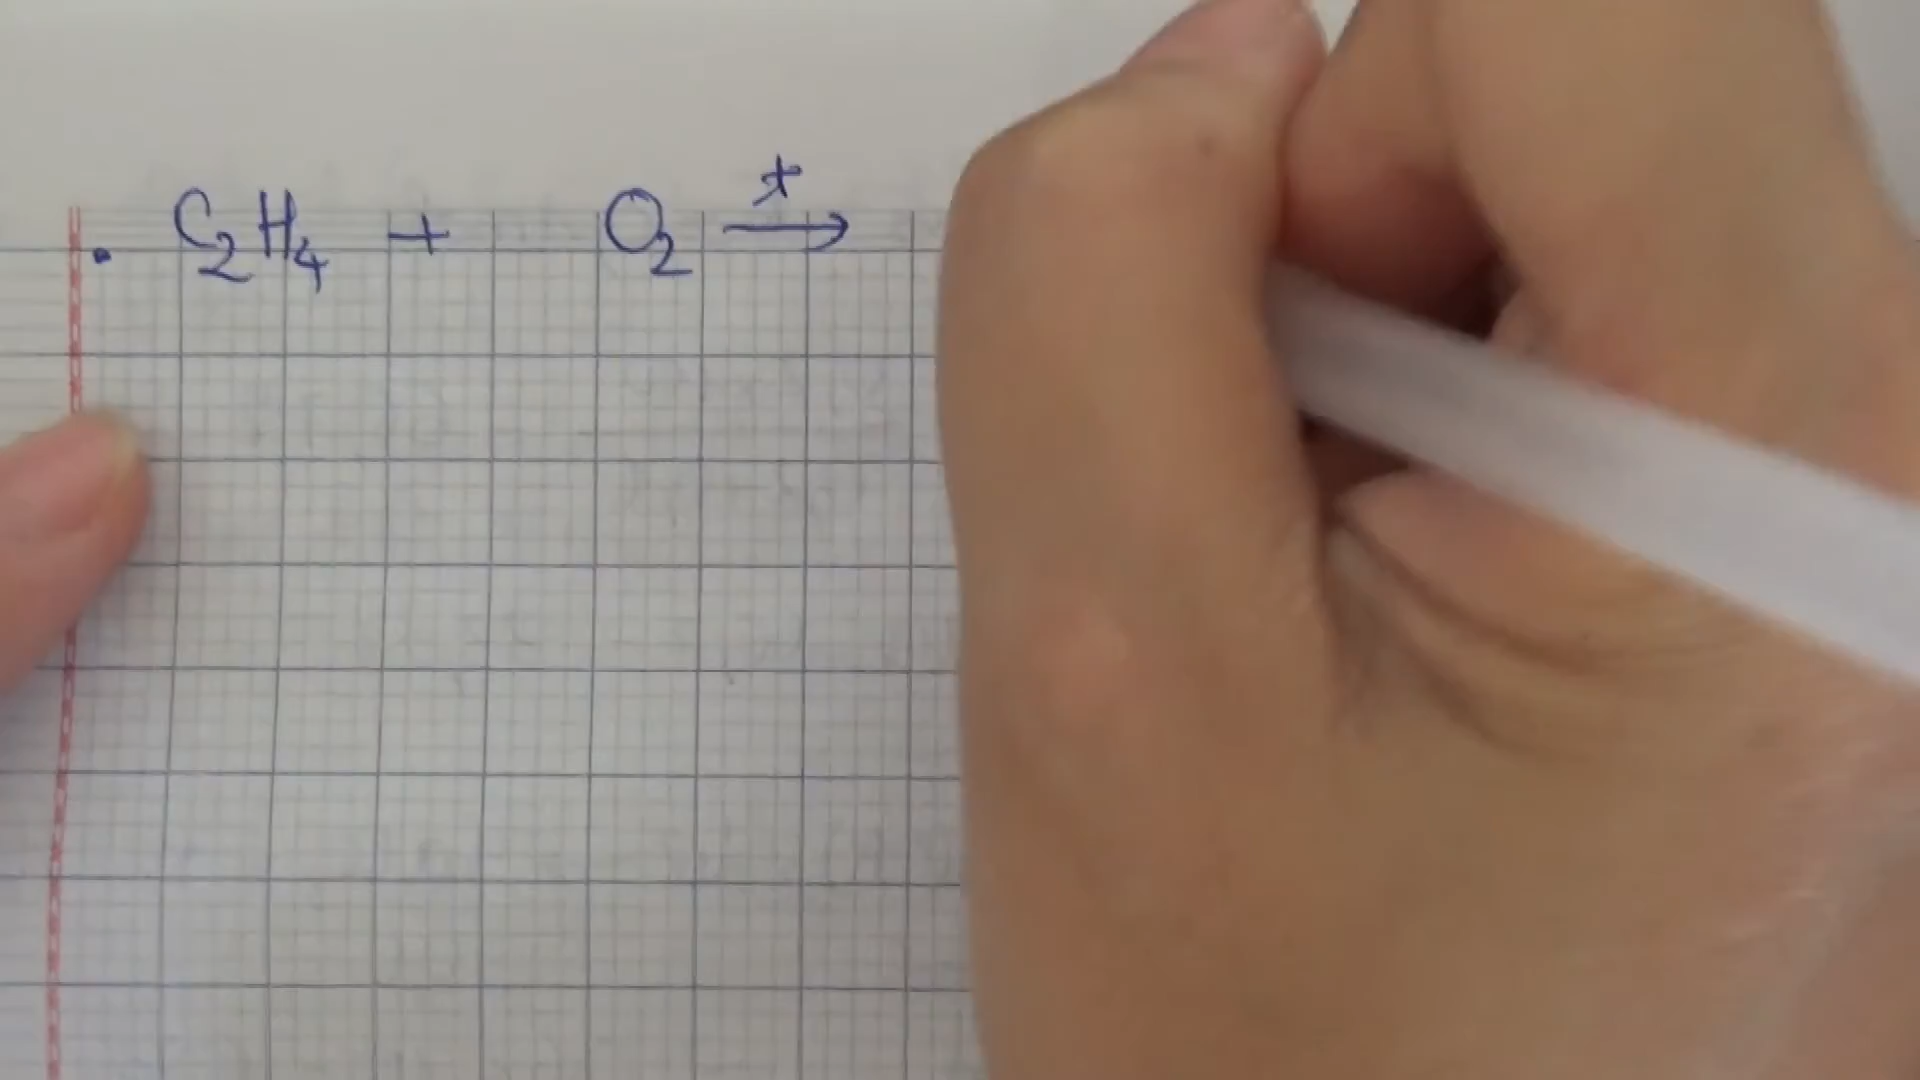 . C₂H₄ + O₂ →